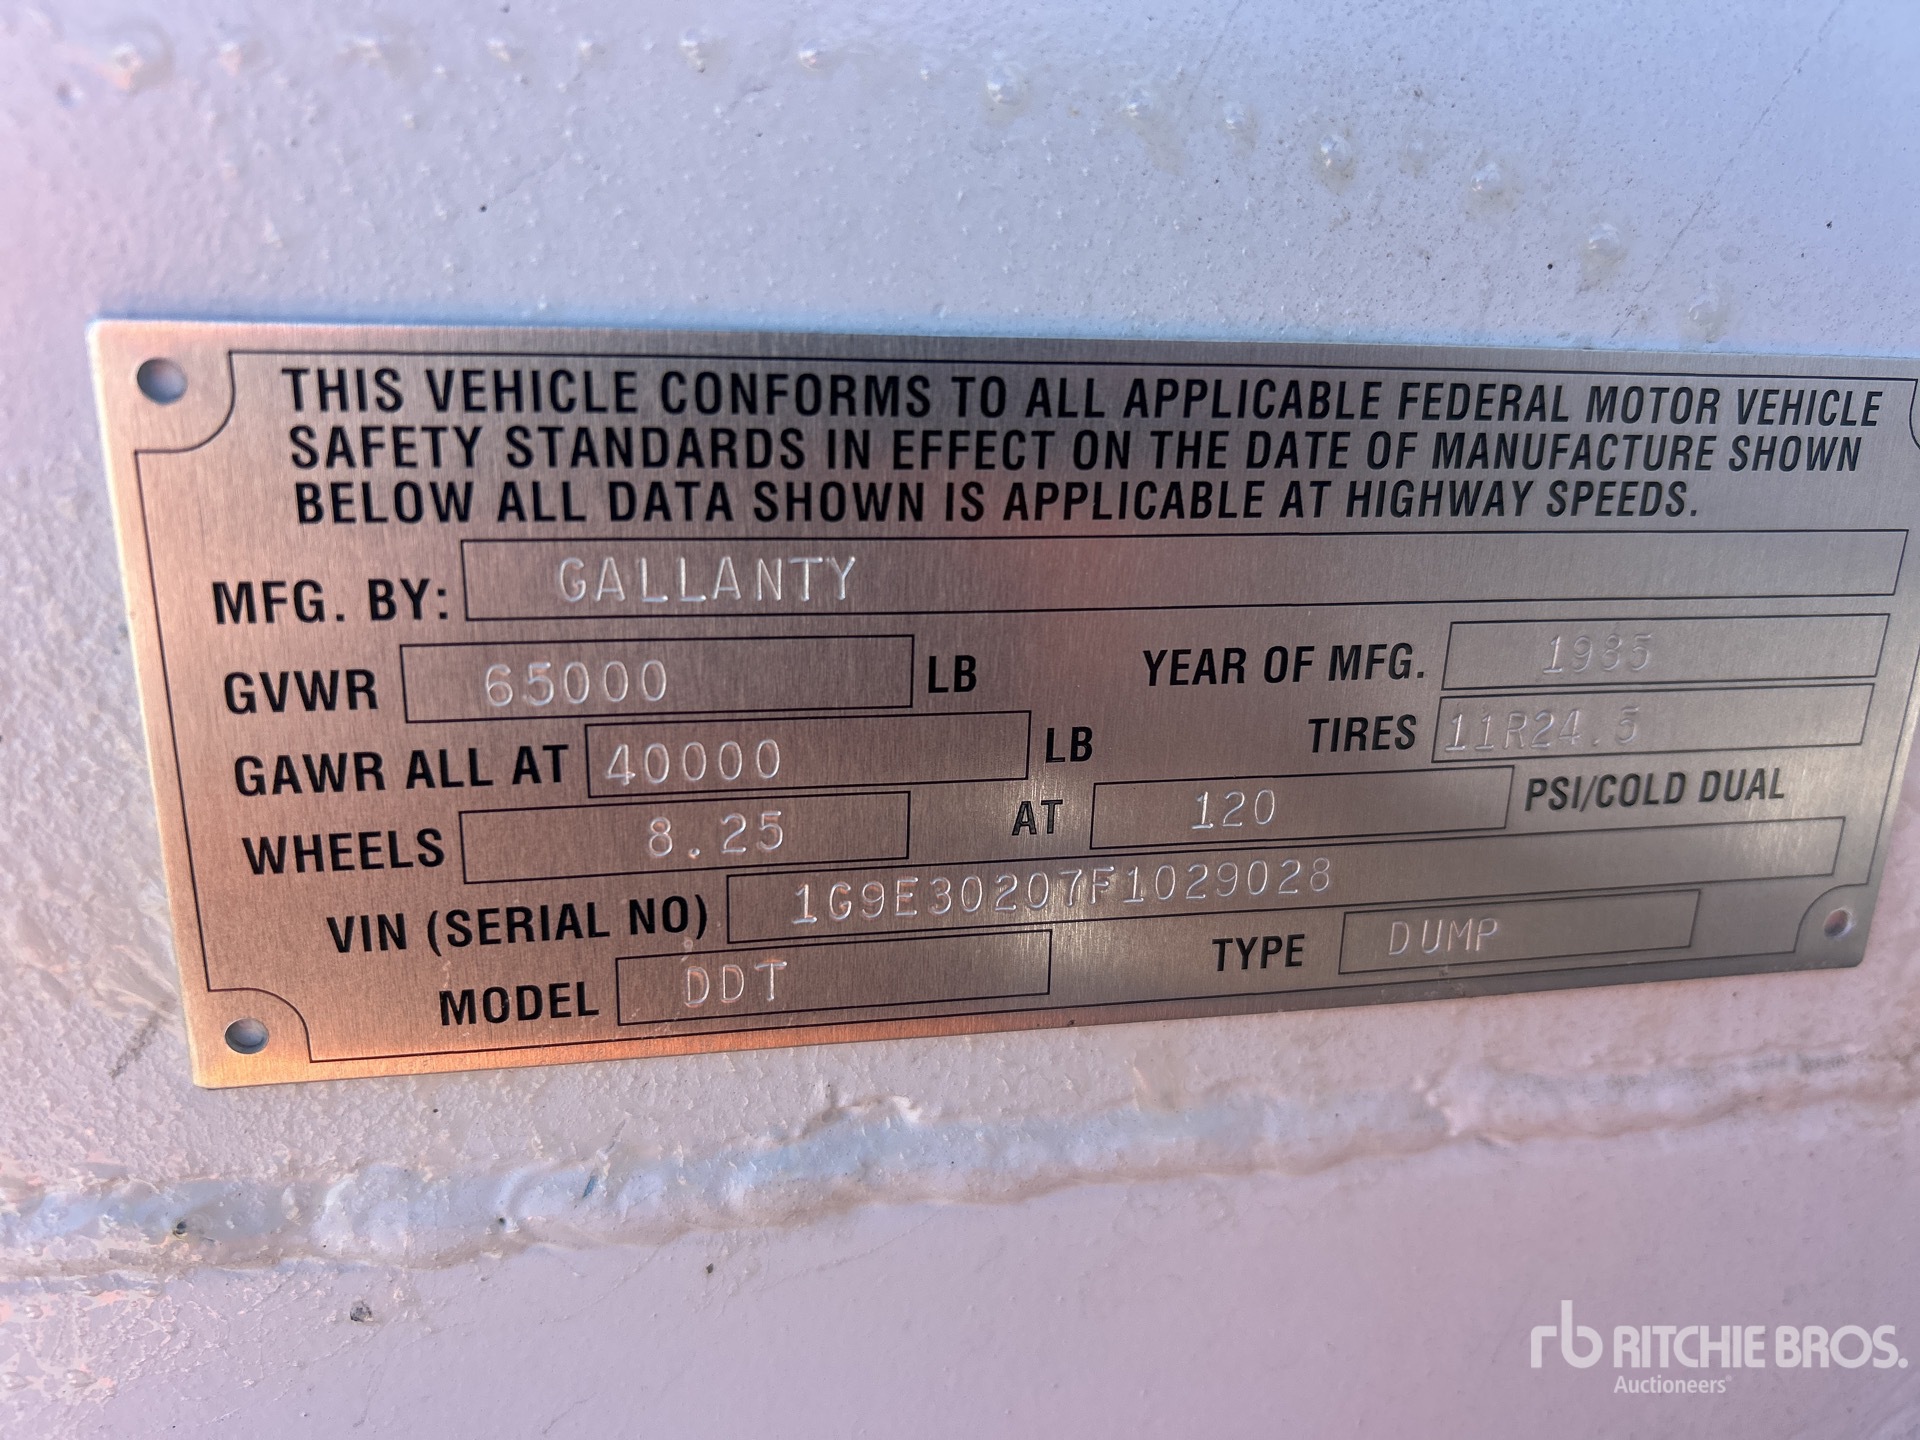 THIS VEHICLE CONFORMS TO ALL APPLICABLE FEDERAL MOTOR VEHICLE
SAFETY STANDARDS IN EFFECT ON THE DATE OF MANUFACTURE SHOWN
BELOW ALL DATA SHOWN IS APPLICABLE AT HIGHWAY SPEEDS.
MFG. BY: GALLANTY
GVWR 65000 LB YEAR OF MFG. 1985
GAWR ALL AT 40000 LB TIRES 11R24.5
WHEELS 8.25 AT 120 PSI/COLD DUAL
VIN (SERIAL NO) 1G9E30207F1029028
MODEL DDT TYPE DUMP
rb RITCHIE BROS.
Auctioneers